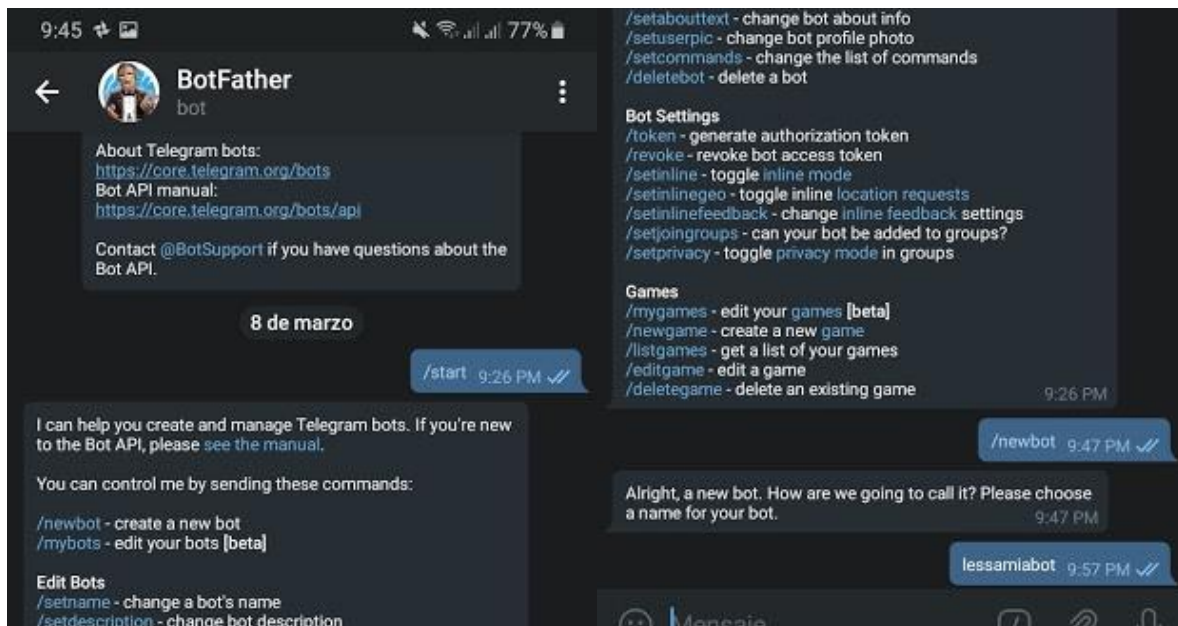 9:45
77%
BotFather
bot
About Telegram bots:
https://core.telegram.org/bots
Bot API manual:
https://core.telegram.org/bots/api
Contact @BotSupport if you have questions about the
Bot API.
8 de marzo
/start 9:26 PM
I can help you create and manage Telegram bots. If you're new
to the Bot API, please see the manual.
You can control me by sending these commands:
/newbot - create a new bot
/mybots - edit your bots [beta]
Edit Bots
/setname - change a bot's name
/setdescription - change bot description
/setabouttext - change bot about info
/setuserpic - change bot profile photo
/setcommands - change the list of commands
/deletebot - delete a bot
Bot Settings
/token - generate authorization token
/revoke - revoke bot access token
/setinline - toggle inline mode
/setinlinegeo - toggle inline location requests
/setinlinefeedback - change inline feedback settings
/setjoingroups - can your bot be added to groups?
/setprivacy - toggle privacy mode in groups
Games
/mygames - edit your games [beta]
/newgame - create a new game
/listgames - get a list of your games
/editgame - edit a game
/deletegame - delete an existing game
9:26 PM
/newbot 9:47 PM
Alright, a new bot. How are we going to call it? Please choose
a name for your bot.
9:47 PM
lessamiabot 9:57 PM
Mensaje